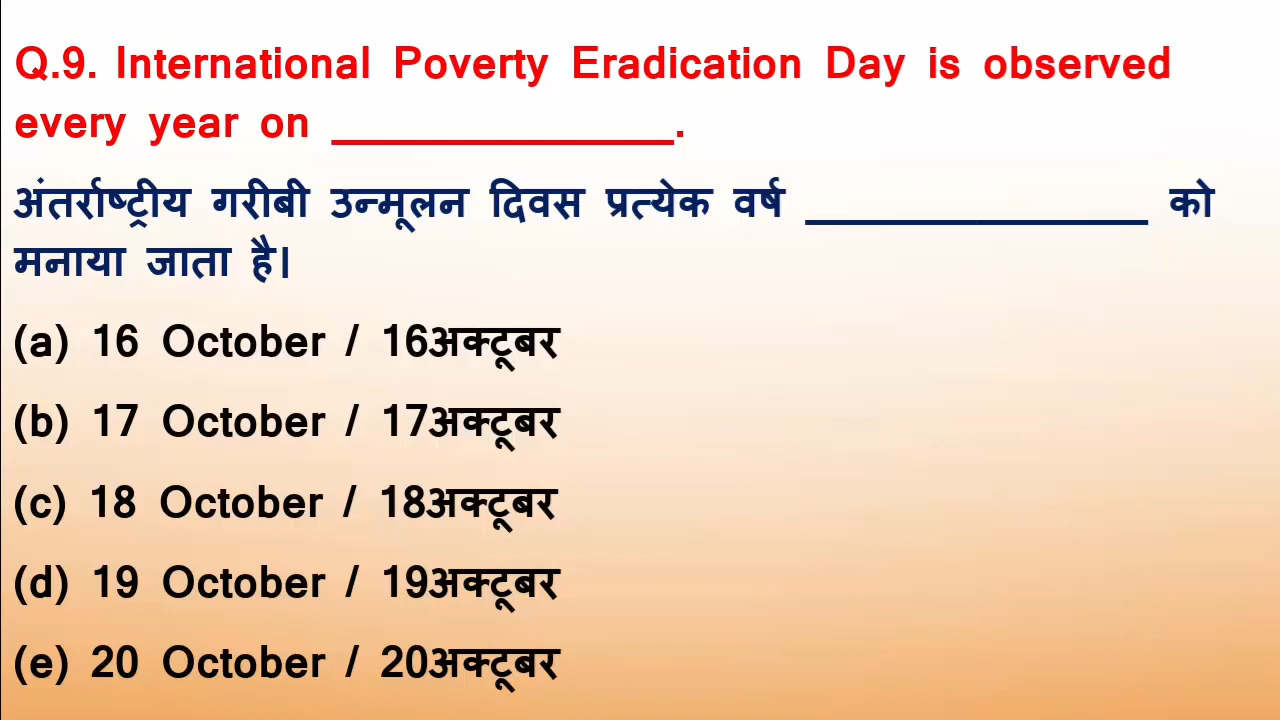 Q.9. International Poverty Eradication Day is observed
every year on _______________.
अंतर्राष्ट्रीय गरीबी उन्मूलन दिवस प्रत्येक वर्ष _______________ को
मनाया जाता है।
(a) 16 October / 16अक्टूबर
(b) 17 October / 17अक्टूबर
(c) 18 October / 18अक्टूबर
(d) 19 October / 19अक्टूबर
(e) 20 October / 20अक्टूबर